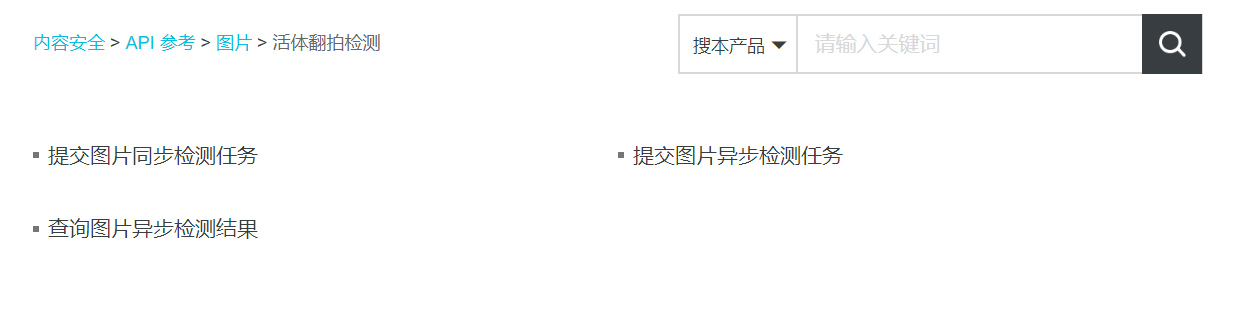 内容安全 > API 参考 > 图片 > 活体翻拍检测
搜本产品 请输入关键词
提交图片同步检测任务 提交图片异步检测任务
查询图片异步检测结果